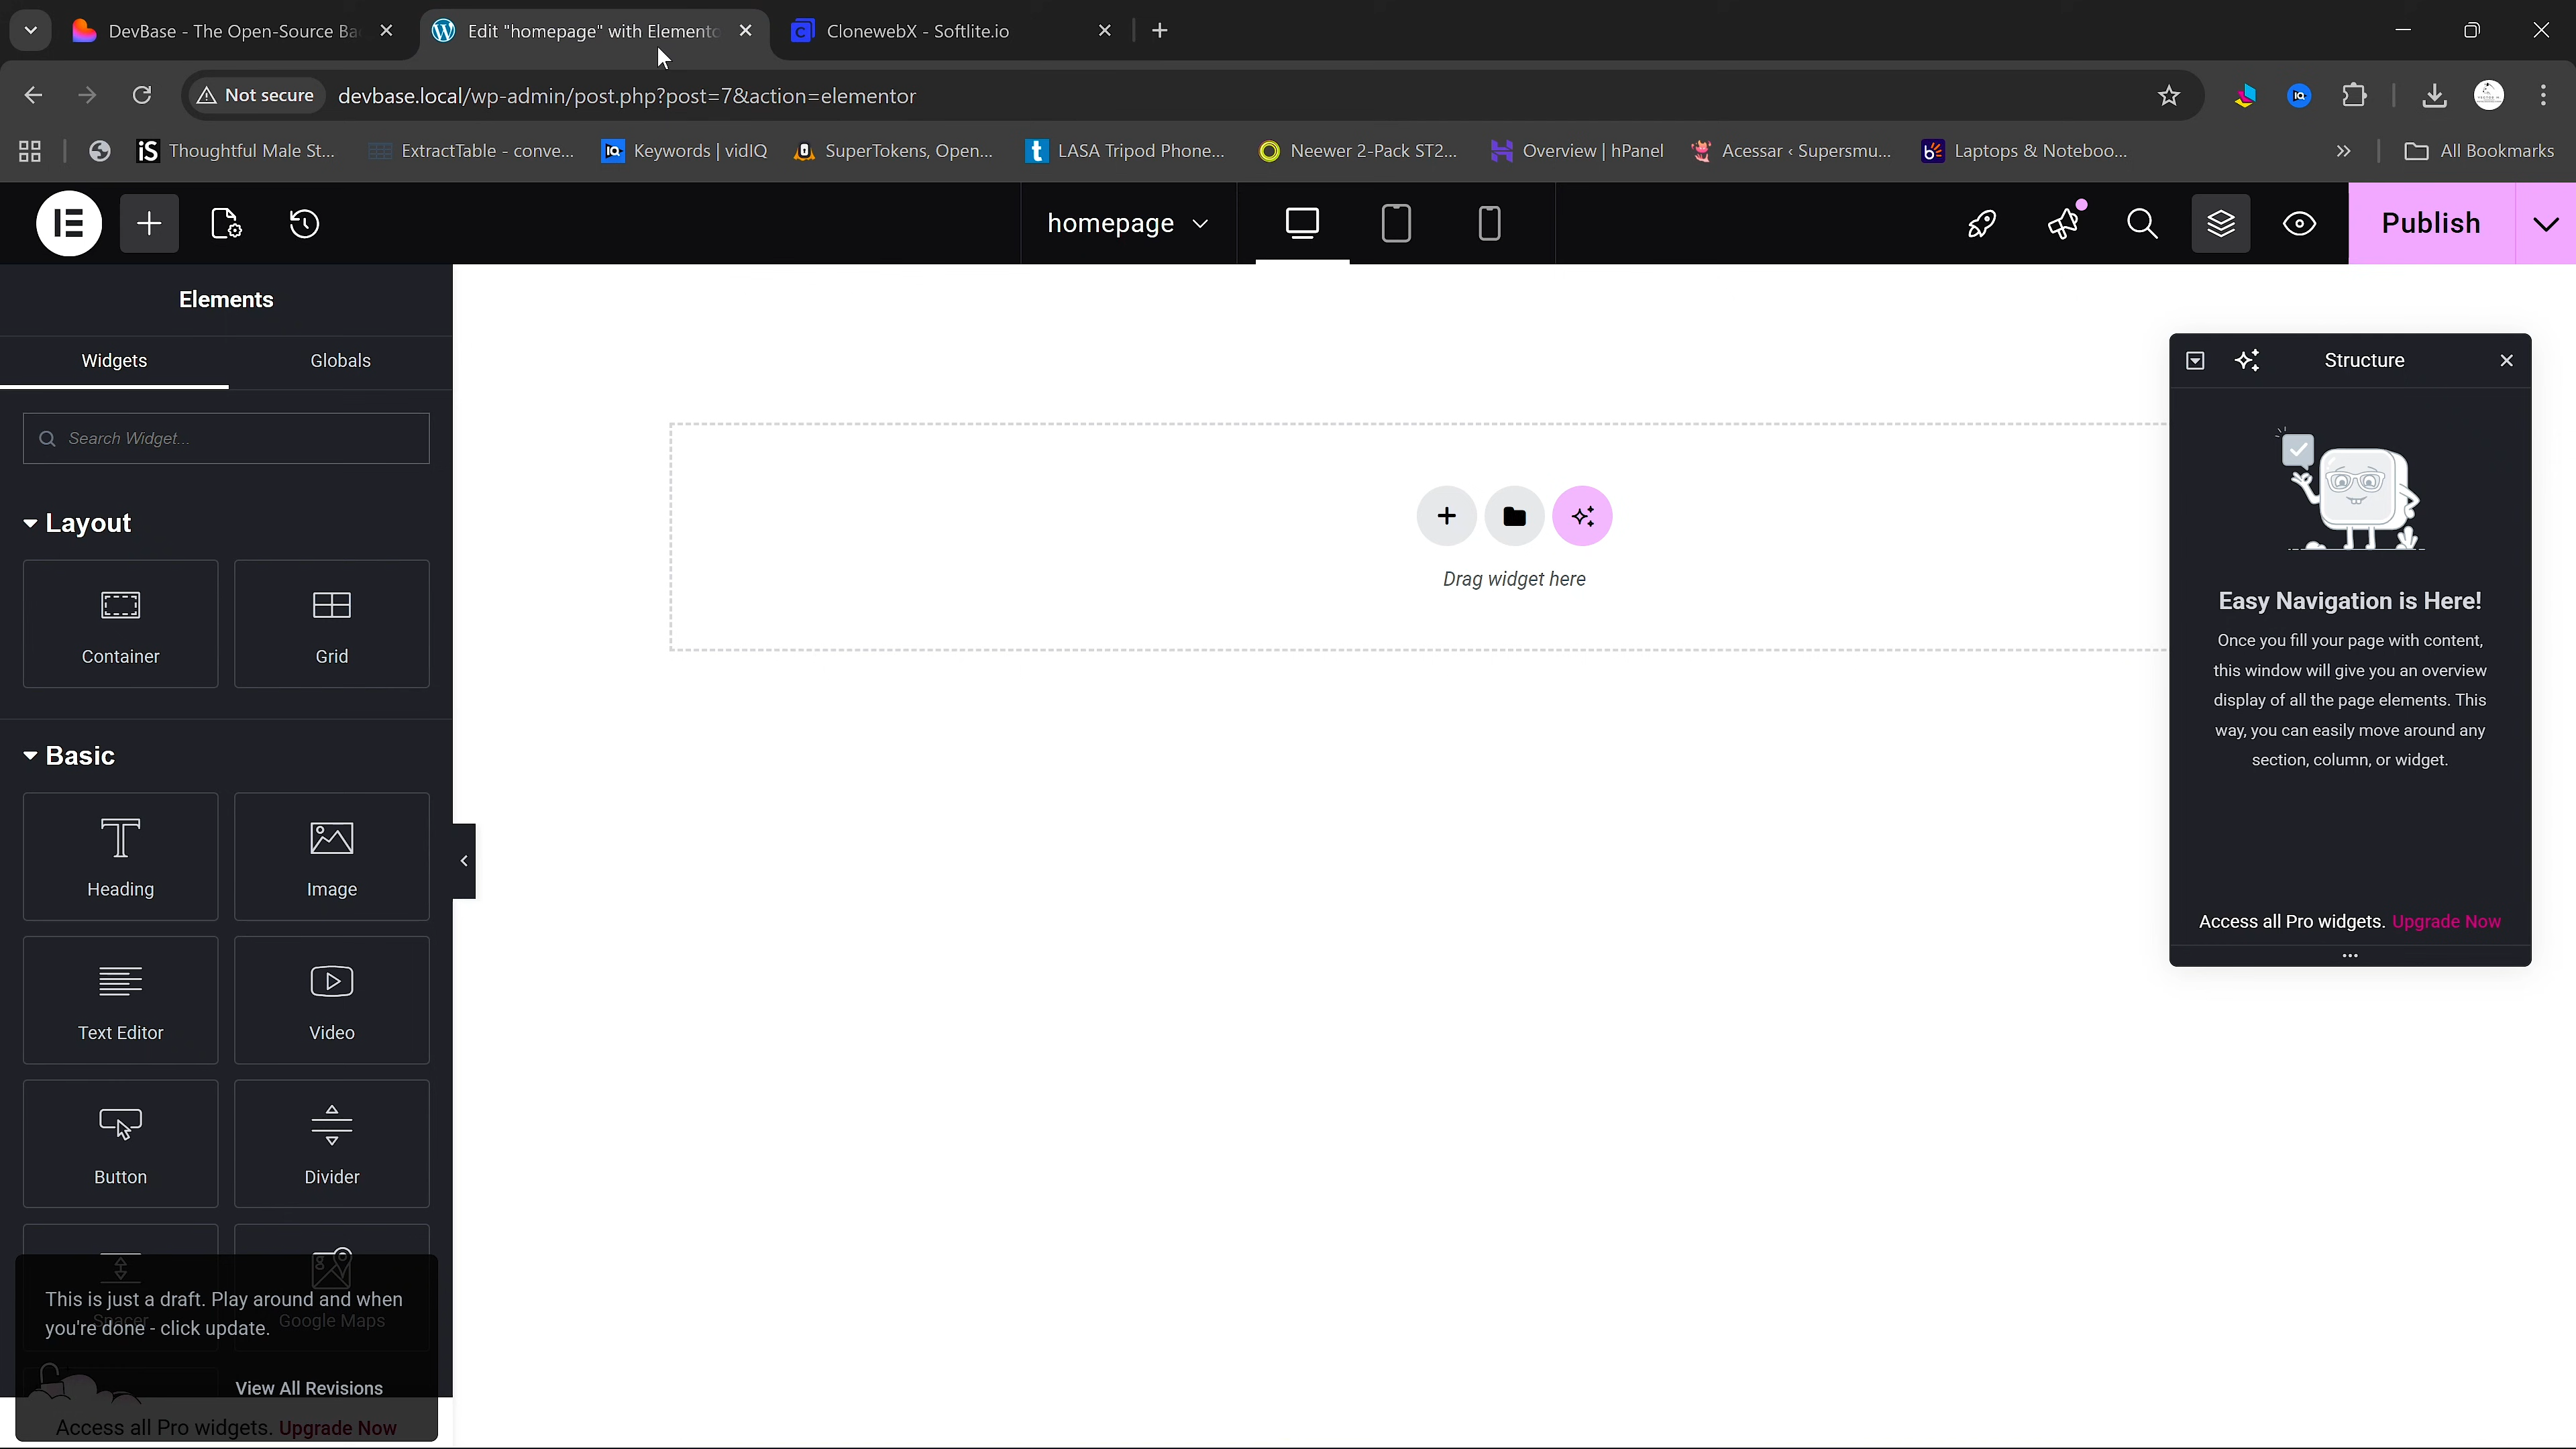 DevBase - The Open-Source Ba
Edit "homepage" with Elemento
ClonewebX - Softlite.io
Not secure
devbase.local/wp-admin/post.php?post=7&action=elementor
Thoughtful Male St...
ExtractTable - conve...
Keywords | vidIQ
SuperTokens, Open...
LASA Tripod Phone...
Neewer 2-Pack ST2...
Overview | hPanel
Acessar ‹ Supersmu...
Laptops & Noteboo...
All Bookmarks
homepage
Publish
Elements
Widgets
Globals
Search Widget...
Layout
Container
Grid
Basic
Heading
Image
Text Editor
Video
Button
Divider
Spacer
Google Maps
This is just a draft. Play around and when
you're done - click update.
View All Revisions
Access all Pro widgets. Upgrade Now
Drag widget here
Structure
Easy Navigation is Here!
Once you fill your page with content,
this window will give you an overview
display of all the page elements. This
way, you can easily move around any
section, column, or widget.
Access all Pro widgets. Upgrade Now